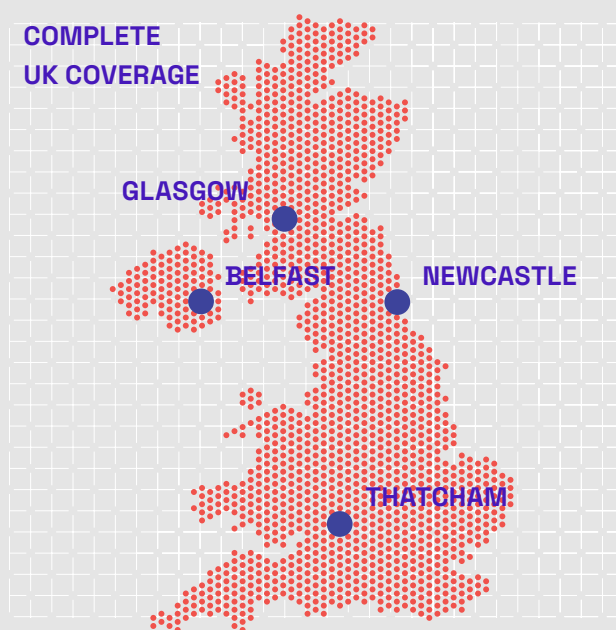 COMPLETE
UK COVERAGE
GLASGOW
BELFAST
NEWCASTLE
THATCHAM